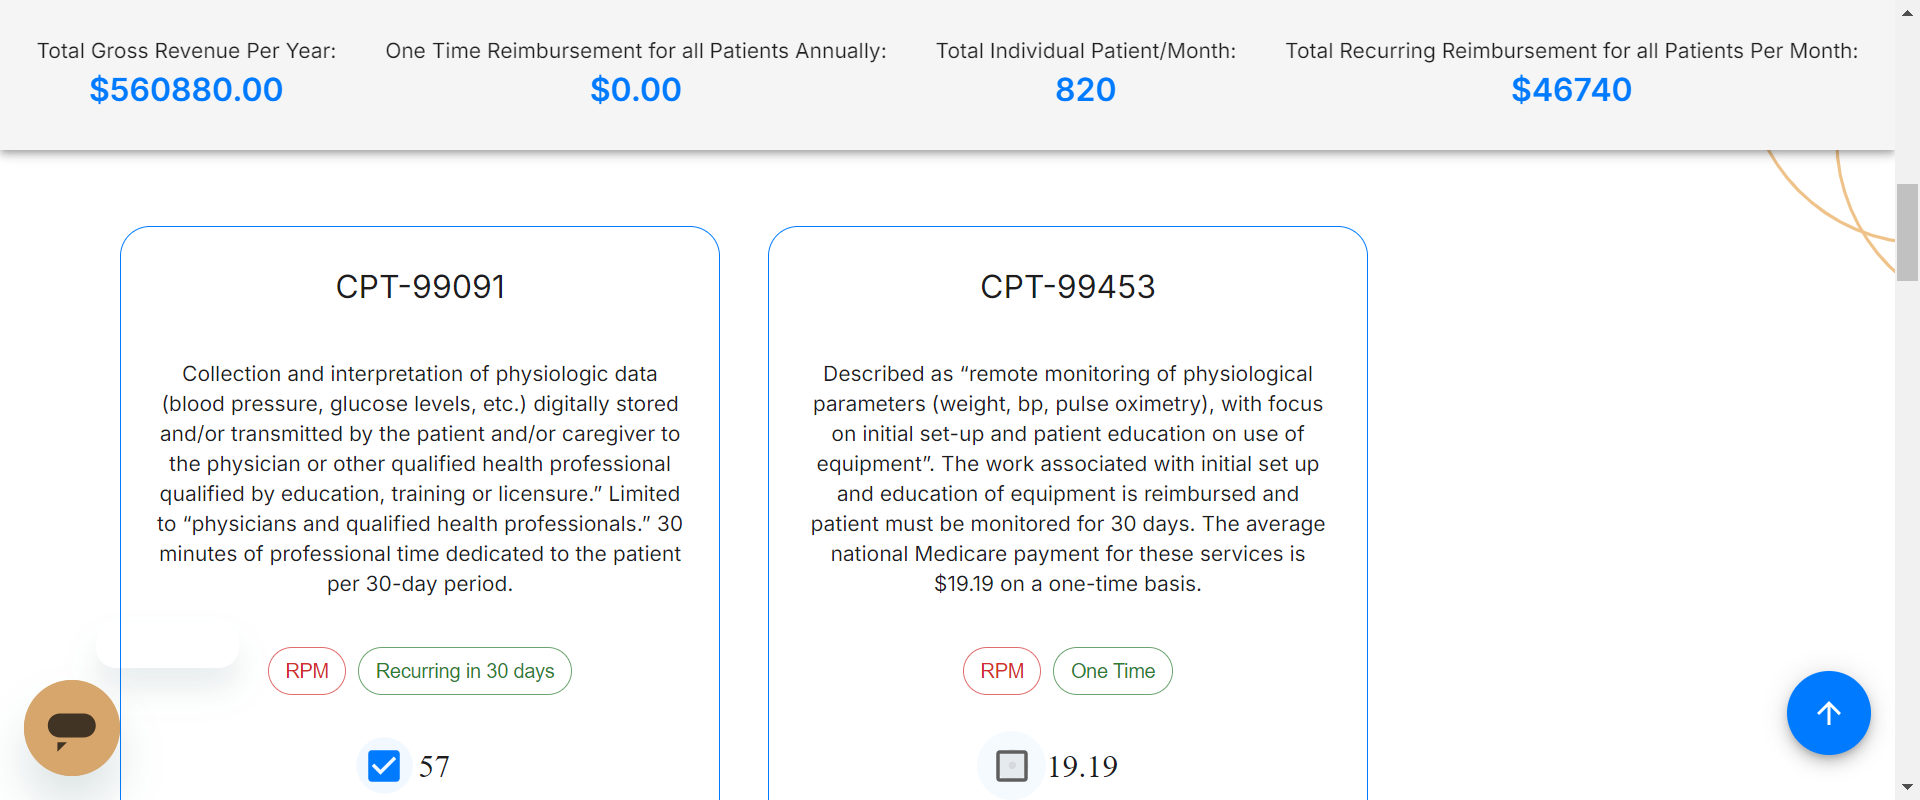 Total Gross Revenue Per Year:
$560880.00
One Time Reimbursement for all Patients Annually:
$0.00
Total Individual Patient/Month:
820
Total Recurring Reimbursement for all Patients Per Month:
$46740
CPT-99091
Collection and interpretation of physiologic data
(blood pressure, glucose levels, etc.) digitally stored
and/or transmitted by the patient and/or caregiver to
the physician or other qualified health professional
qualified by education, training or licensure.” Limited
to “physicians and qualified health professionals.” 30
minutes of professional time dedicated to the patient
per 30-day period.
RPM
Recurring in 30 days
57
CPT-99453
Described as “remote monitoring of physiological
parameters (weight, bp, pulse oximetry), with focus
on initial set-up and patient education on use of
equipment”. The work associated with initial set up
and education of equipment is reimbursed and
patient must be monitored for 30 days. The average
national Medicare payment for these services is
$19.19 on a one-time basis.
RPM
One Time
19.19